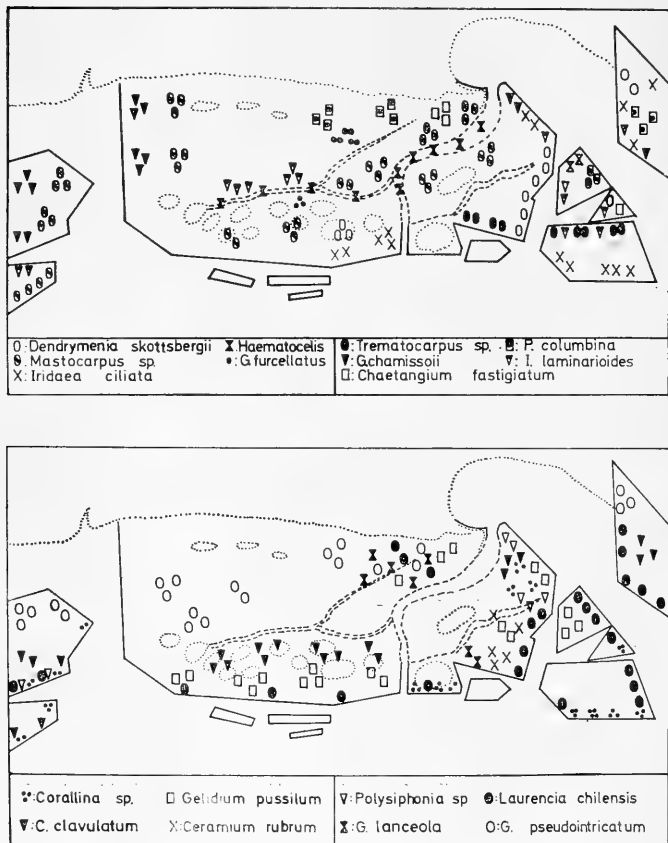 O: Dendrymenia skottsbergii
Haematocelis
: Mastocarpus sp.
•: G.furcellatus
X: Iridaea ciliata
: Trematocarpus sp.
: P. columbina
▼: G.chamissoii
▽: I. laminarioides
□: Chaetangium fastigiatum
: Corallina sp.
□ Gelidium pussilum
▼: C. clavulatum
X: Ceramium rubrum
▽: Polysiphonia sp
: Laurencia chilensis
: G. lanceola
O: G. pseudointricatum